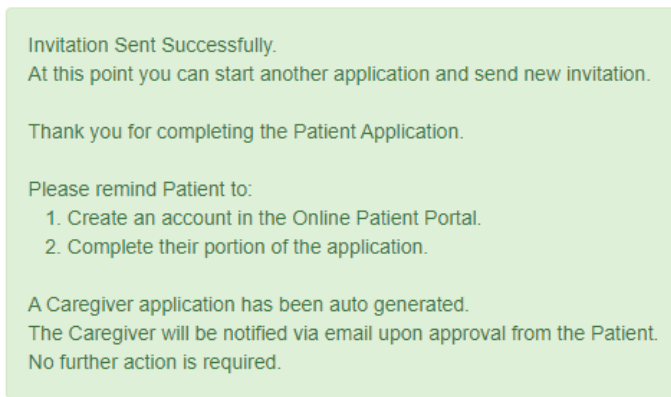 Invitation Sent Successfully.
At this point you can start another application and send new invitation.
Thank you for completing the Patient Application.
Please remind Patient to:
1. Create an account in the Online Patient Portal.
2. Complete their portion of the application.
A Caregiver application has been auto generated.
The Caregiver will be notified via email upon approval from the Patient.
No further action is required.